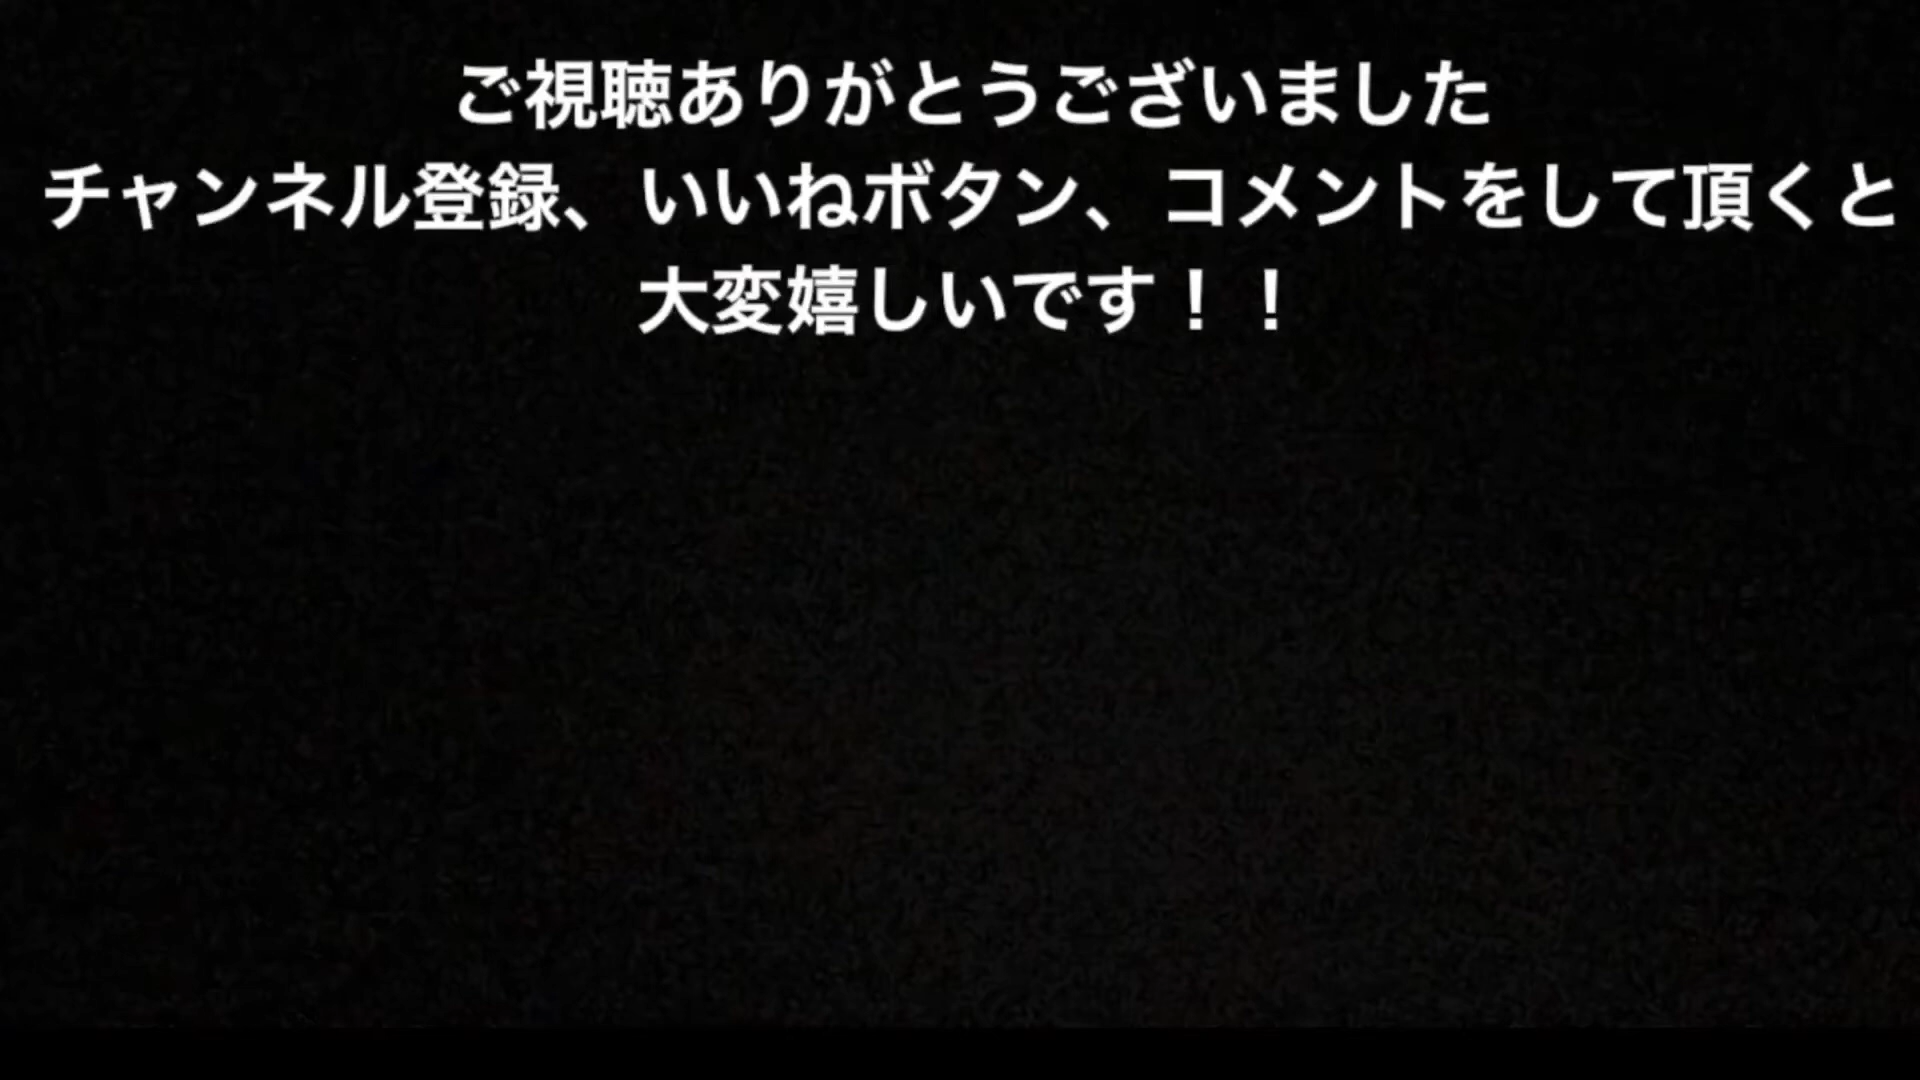 ご視聴ありがとうございました
チャンネル登録、いいねボタン、コメントをして頂くと
大変嬉しいです！！